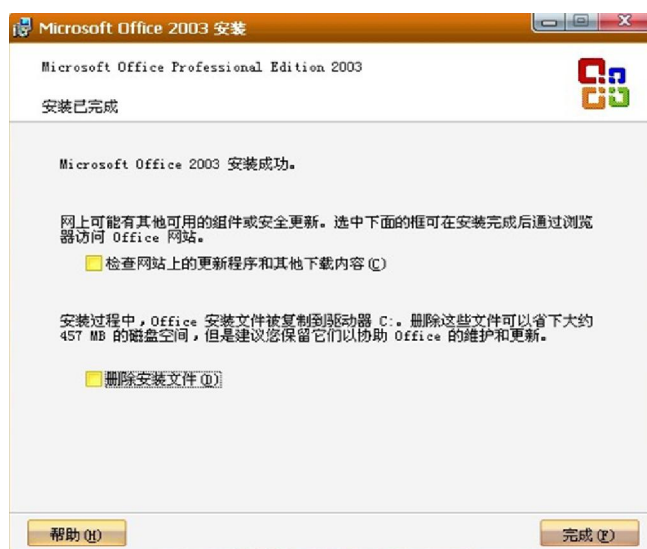 Microsoft Office 2003 安装
Microsoft Office Professional Edition 2003
安装已完成
Microsoft Office 2003 安装成功。
网上可能有其他可用的组件或安全更新。选中下面的框可在安装完成后通过浏览
器访问 Office 网站。
检查网站上的更新程序和其他下载内容(C)
安装过程中，Office 安装文件被复制到驱动器 C:。删除这些文件可以省下大约
457 MB 的磁盘空间，但是建议您保留它们以协助 Office 的维护和更新。
删除安装文件(D)
帮助(H)
完成(F)